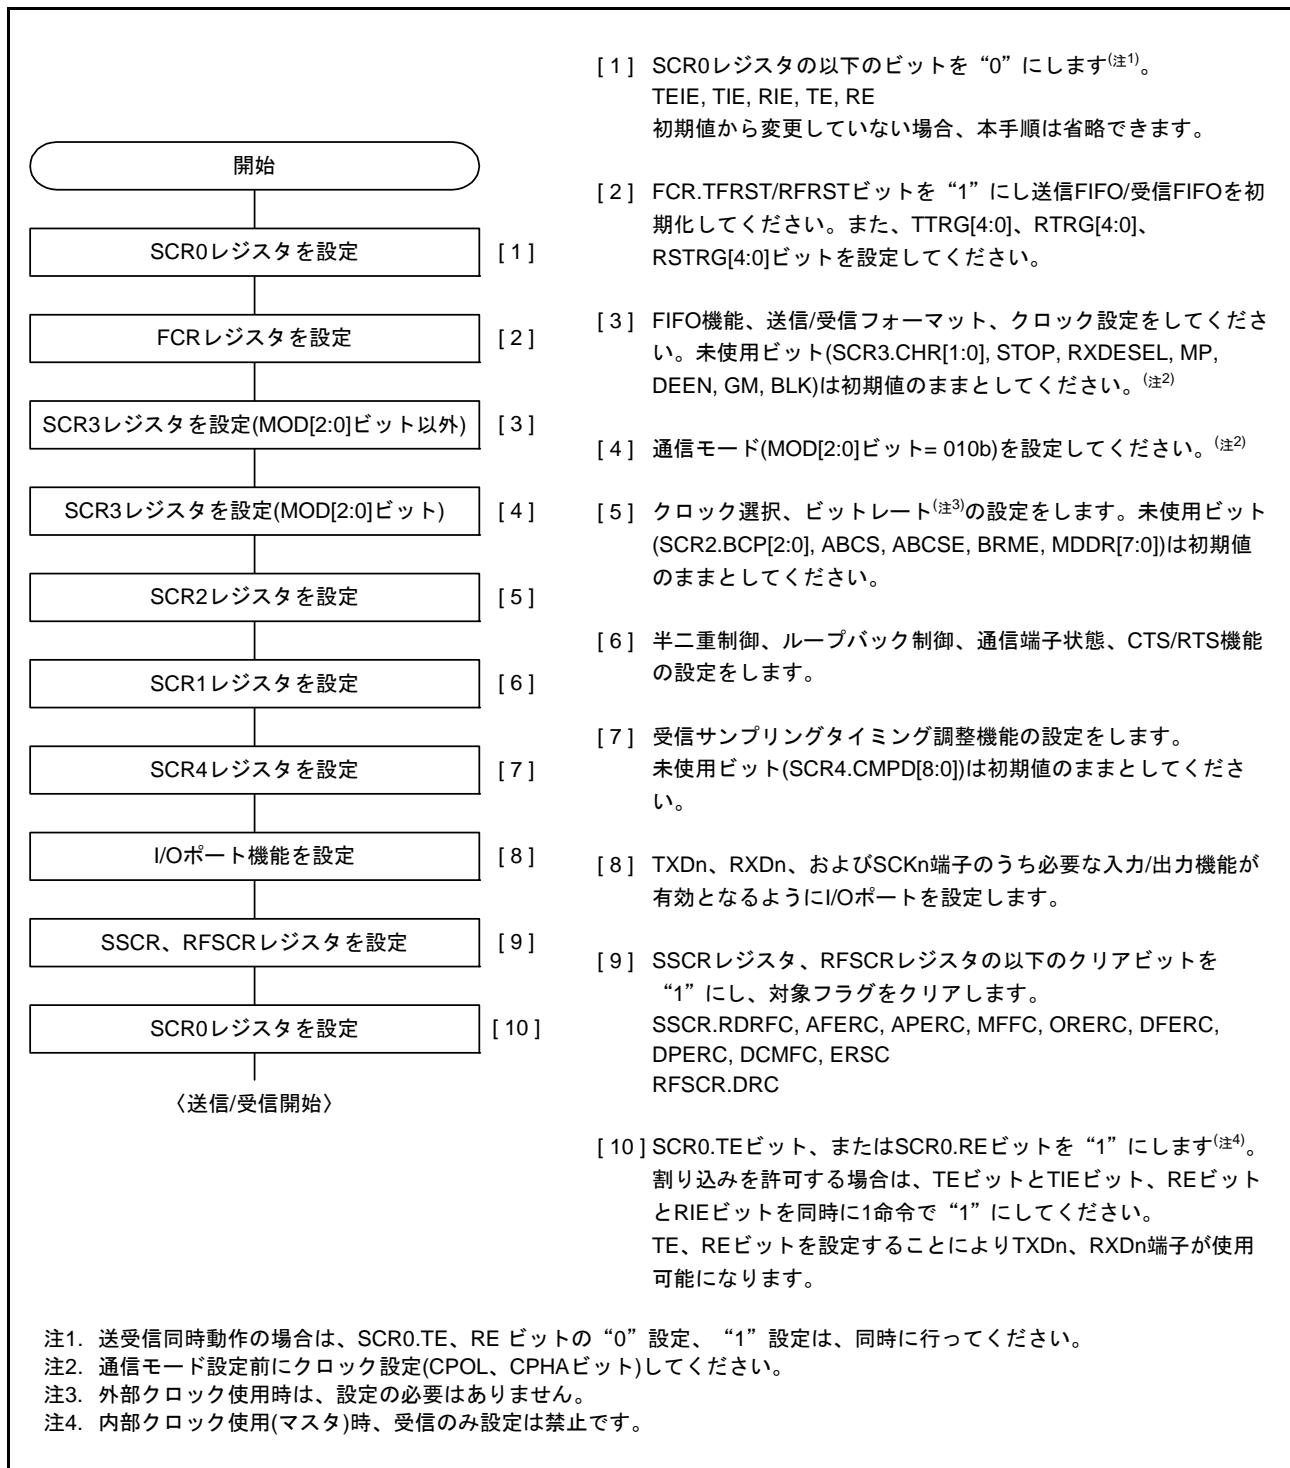 開始
SCR0レジスタを設定 [ 1 ]
FCRレジスタを設定 [ 2 ]
SCR3レジスタを設定(MOD[2:0]ビット以外) [ 3 ]
SCR3レジスタを設定(MOD[2:0]ビット) [ 4 ]
SCR2レジスタを設定 [ 5 ]
SCR1レジスタを設定 [ 6 ]
SCR4レジスタを設定 [ 7 ]
I/Oポート機能を設定 [ 8 ]
SSCR、RFSCRレジスタを設定 [ 9 ]
SCR0レジスタを設定 [ 10 ]
〈送信/受信開始〉
[ 1 ] SCR0レジスタの以下のビットを“0”にします(注1)。
TEIE, TIE, RIE, TE, RE
初期値から変更していない場合、本手順は省略できます。
[ 2 ] FCR.TFRST/RFRSTビットを“1”にし送信FIFO/受信FIFOを初
期化してください。また、TTRG[4:0]、RTRG[4:0]、
RSTRG[4:0]ビットを設定してください。
[ 3 ] FIFO機能、送信/受信フォーマット、クロック設定をしてくださ
い。未使用ビット(SCR3.CHR[1:0], STOP, RXDESEL, MP,
DEEN, GM, BLK)は初期値のままとしてください。(注2)
[ 4 ] 通信モード(MOD[2:0]ビット= 010b)を設定してください。(注2)
[ 5 ] クロック選択、ビットレート(注3)の設定をします。未使用ビット
(SCR2.BCP[2:0], ABCS, ABCSE, BRME, MDDR[7:0])は初期値
のままとしてください。
[ 6 ] 半二重制御、ループバック制御、通信端子状態、CTS/RTS機能
の設定をします。
[ 7 ] 受信サンプリングタイミング調整機能の設定をします。
未使用ビット(SCR4.CMPD[8:0])は初期値のままとしてくださ
い。
[ 8 ] TXDn、RXDn、およびSCKn端子のうち必要な入力/出力機能が
有効となるようにI/Oポートを設定します。
[ 9 ] SSCRレジスタ、RFSCRレジスタの以下のクリアビットを
“1”にし、対象フラグをクリアします。
SSCR.RDRFC, AFERC, APERC, MFFC, ORERC, DFERC,
DPERC, DCMFC, ERSC
RFSCR.DRC
[ 10 ] SCR0.TEビット、またはSCR0.REビットを“1”にします(注4)。
割り込みを許可する場合は、TEビットとTIEビット、REビット
とRIEビットを同時に1命令で“1”にしてください。
TE、REビットを設定することによりTXDn、RXDn端子が使用
可能になります。
注1. 送受信同時動作の場合は、SCR0.TE、RE ビットの“0”設定、“1”設定は、同時に行ってください。
注2. 通信モード設定前にクロック設定(CPOL、CPHAビット)してください。
注3. 外部クロック使用時は、設定の必要はありません。
注4. 内部クロック使用(マスタ)時、受信のみ設定は禁止です。